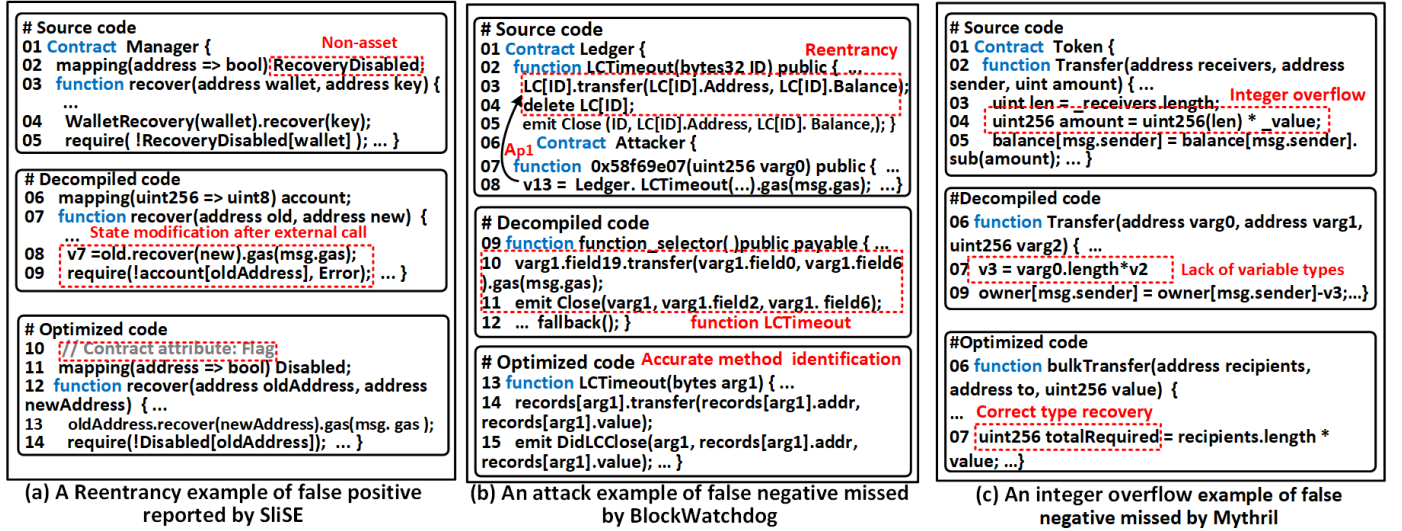 # Source code
01 Contract Manager {
Non-asset
02 mapping(address => bool) RecoveryDisabled
03 function recover(address wallet, address key) {
...
04 WalletRecovery(wallet).recover(key);
05 require( !RecoveryDisabled[wallet] ); ... }
# Decompiled code
06 mapping(uint256 => uint8) account;
07 function recover(address old, address new) {
... State modification after external call
08 v7 =old.recover(new).gas(msg.gas);
09 require(!account[oldAddress], Error); ... }
# Optimized code
10 // Contract attribute: Flag
11 mapping(address => bool) Disabled;
12 function recover(address oldAddress, address
newAddress) { ...
13 oldAddress.recover(newAddress).gas(msg. gas );
14 require(!Disabled[oldAddress]); ... }
(a) A Reentrancy example of false positive
reported by SliSE
# Source code
01 Contract Ledger {
Reentrancy
02 function LCTimeout(bytes32 ID) public { ...
03 LC[ID].transfer(LC[ID].Address, LC[ID].Balance);
04 delete LC[ID];
05 emit Close (ID, LC[ID].Address, LC[ID]. Balance,); }
06 Contract Attacker {
Ap1
07 function 0x58f69e07(uint256 varg0) public { ...
08 v13 = Ledger. LCTimeout(...).gas(msg.gas); ...}
# Decompiled code
09 function function_selector( )public payable { ...
10 varg1.field19.transfer(varg1.field0, varg1.field6
).gas(msg.gas);
11 emit Close(varg1, varg1.field2, varg1. field6);
12 ... fallback(); } function LCTimeout
# Optimized code Accurate method identification
13 function LCTimeout(bytes arg1) { ...
14 records[arg1].transfer(records[arg1].addr,
records[arg1].value);
15 emit DidLCClose(arg1, records[arg1].addr,
records[arg1].value); ... }
(b) An attack example of false negative missed
by BlockWatchdog
# Source code
01 Contract Token {
02 function Transfer(address receivers, address
sender, uint amount) { ...
03 uint len = _receivers.length;
Integer overflow
04 uint256 amount = uint256(len) * _value;
05 balance[msg.sender] = balance[msg.sender].
sub(amount); ... }
#Decompiled code
06 function Transfer(address varg0, address varg1,
uint256 varg2) { ...
07 v3 = varg0.length*v2 Lack of variable types
09 owner[msg.sender] = owner[msg.sender]-v3;...}
#Optimized code
06 function bulkTransfer(address recipients,
address to, uint256 value) {
... Correct type recovery
07 uint256 totalRequired = recipients.length *
value; ...}
(c) An integer overflow example of false
negative missed by Mythril